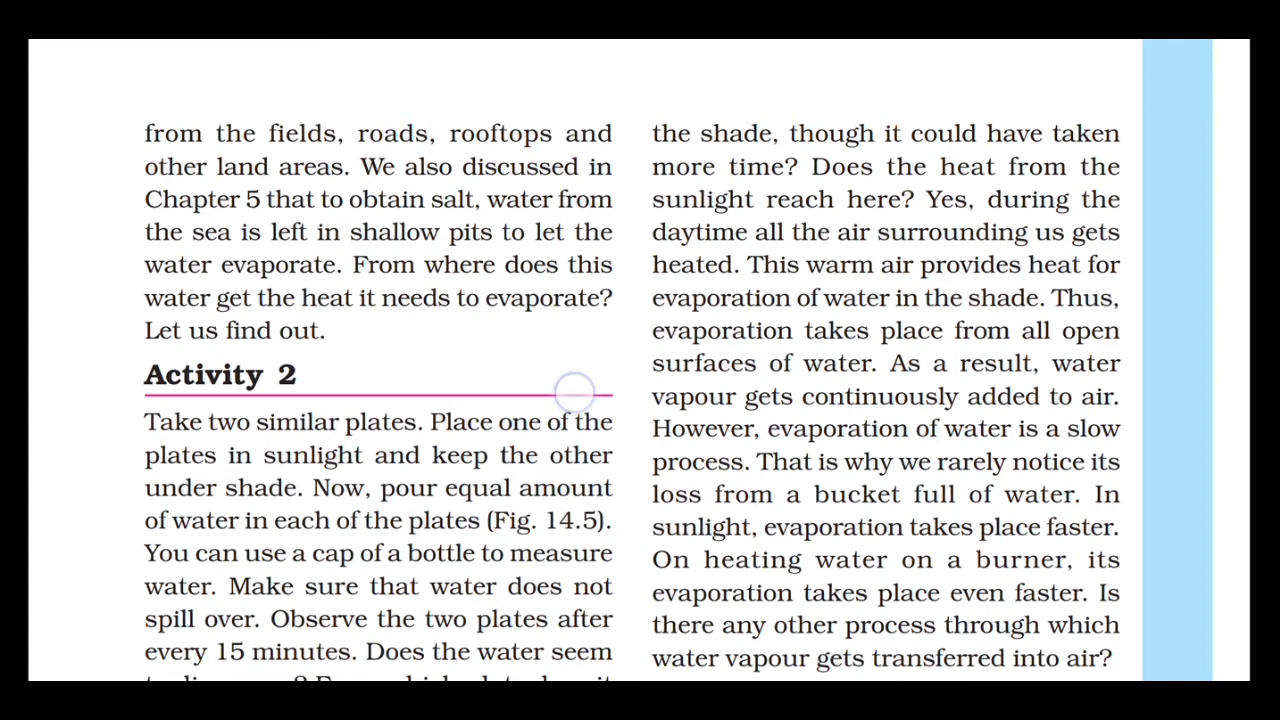 from the fields, roads, rooftops and
other land areas. We also discussed in
Chapter 5 that to obtain salt, water from
the sea is left in shallow pits to let the
water evaporate. From where does this
water get the heat it needs to evaporate?
Let us find out.
Activity 2
Take two similar plates. Place one of the
plates in sunlight and keep the other
under shade. Now, pour equal amount
of water in each of the plates (Fig. 14.5).
You can use a cap of a bottle to measure
water. Make sure that water does not
spill over. Observe the two plates after
every 15 minutes. Does the water seem
the shade, though it could have taken
more time? Does the heat from the
sunlight reach here? Yes, during the
daytime all the air surrounding us gets
heated. This warm air provides heat for
evaporation of water in the shade. Thus,
evaporation takes place from all open
surfaces of water. As a result, water
vapour gets continuously added to air.
However, evaporation of water is a slow
process. That is why we rarely notice its
loss from a bucket full of water. In
sunlight, evaporation takes place faster.
On heating water on a burner, its
evaporation takes place even faster. Is
there any other process through which
water vapour gets transferred into air?